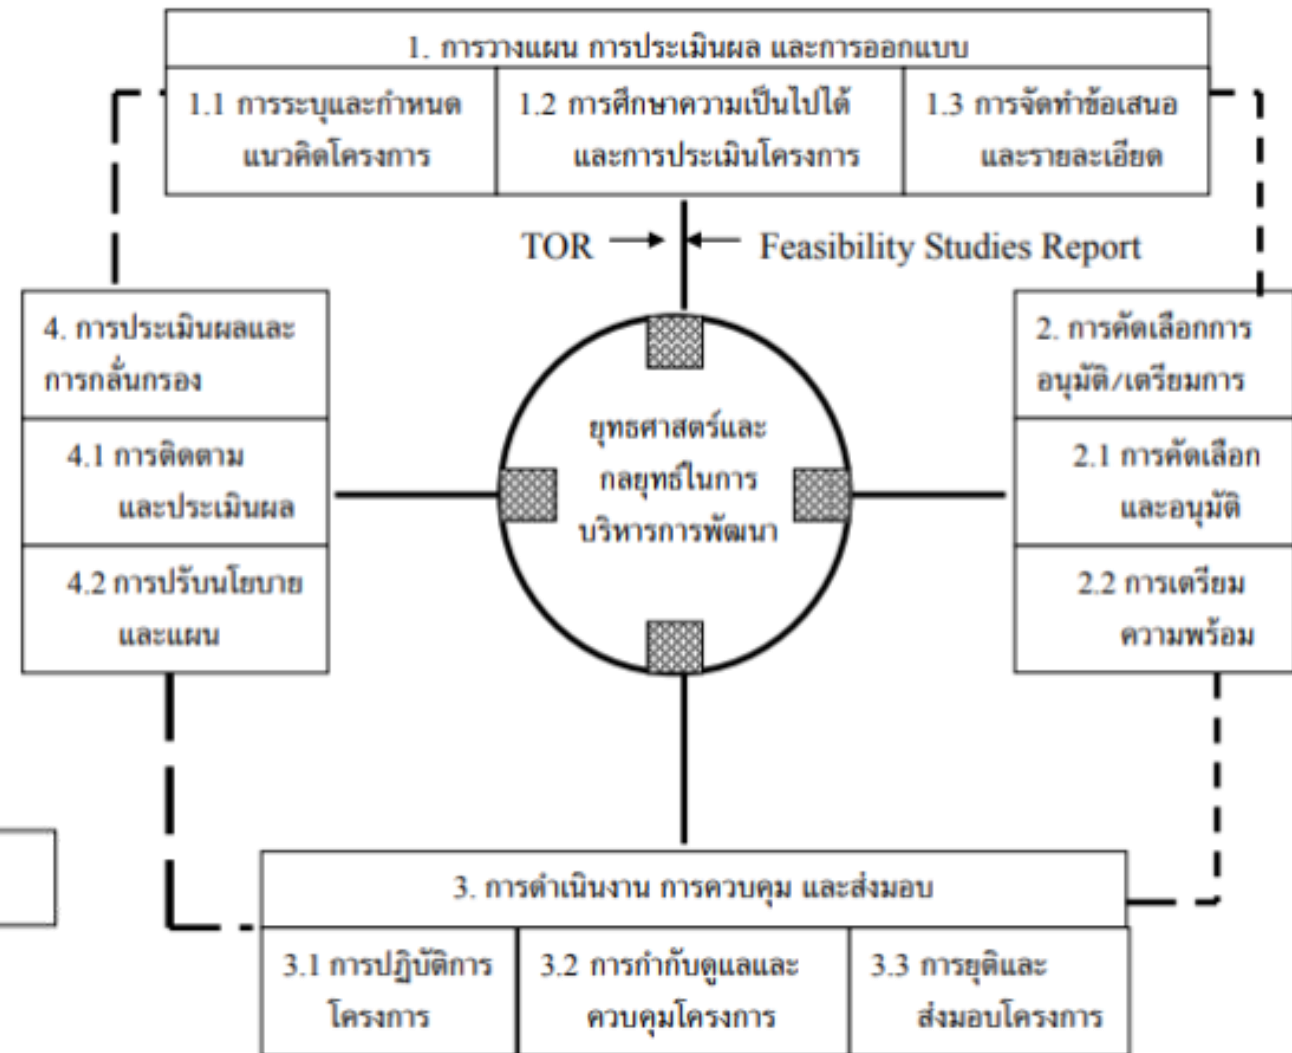 1. การวางแผน การประเมินผล และการออกแบบ
1.1 การระบุและกำหนด
แนวคิดโครงการ
1.2 การศึกษาความเป็นไปได้
และการประเมินโครงการ
1.3 การจัดทำข้อเสนอ
และรายละเอียด
TOR
Feasibility Studies Report
4. การประเมินผลและ
การกลั่นกรอง
4.1 การติดตาม
และประเมินผล
4.2 การปรับนโยบาย
และแผน
ยุทธศาสตร์และ
กลยุทธ์ในการ
บริหารการพัฒนา
2. การคัดเลือกการ
อนุมัติ/เตรียมการ
2.1 การคัดเลือก
และอนุมัติ
2.2 การเตรียม
ความพร้อม
3. การดำเนินงาน การควบคุม และส่งมอบ
3.1 การปฏิบัติการ
โครงการ
3.2 การกำกับดูแลและ
ควบคุมโครงการ
3.3 การยุติและ
ส่งมอบโครงการ